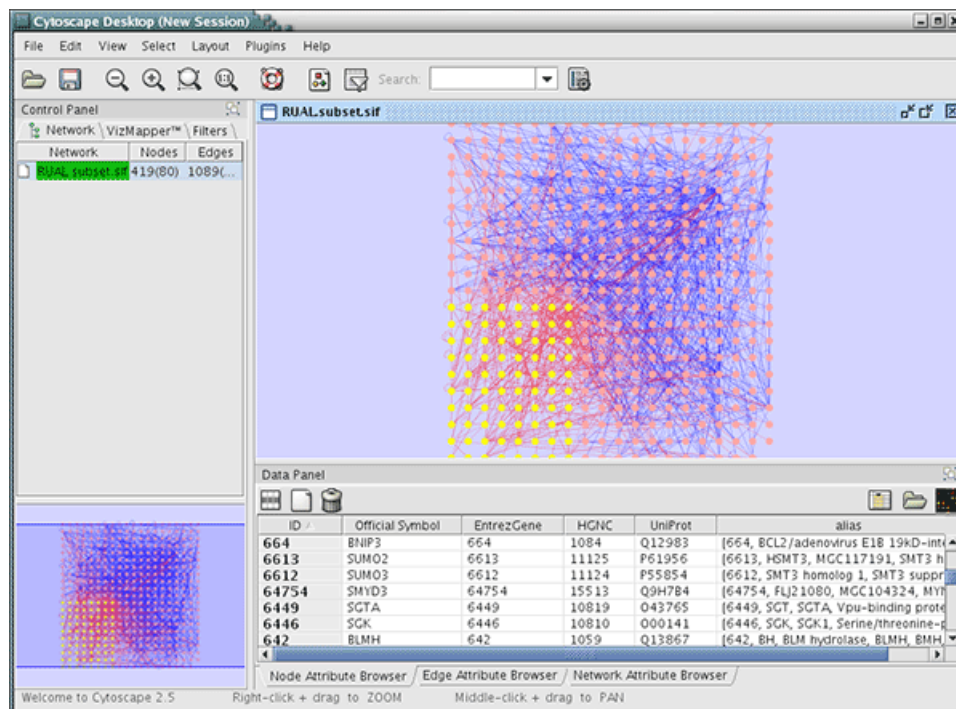 Cytoscape Desktop (New Session)
File Edit View Select Layout Plugins Help
Search:
Control Panel
Network VizMapper™ Filters
Network Nodes Edges
RUAL.subset.sif 419(80) 1089(...
RUAL.subset.sif
Data Panel
ID Official Symbol EntrezGene HGNC UniProt alias
664 BNIP3 664 1084 Q12983 [664, BCL2/adenovirus E1B 19kD-inte
6613 SUMO2 6613 11125 P61956 [6613, HSMT3, MGC117191, SMT3 h
6612 SUMO3 6612 11124 P55854 [6612, SMT3 homolog 1, SMT3 suppr
64754 SMYD3 64754 15513 Q9H7B4 [64754, FLJ21080, MGC104324, MYN
6449 SGTA 6449 10819 O43765 [6449, SGT, SGTA, Vpu-binding prote
6446 SGK 6446 10810 O00141 [6446, SGK, SGK1, Serine/threonine-p
642 BLMH 642 1059 Q13867 [642, BH, BLM hydrolase, BLMH, BMH,
Node Attribute Browser Edge Attribute Browser Network Attribute Browser
Welcome to Cytoscape 2.5 Right-click + drag to ZOOM Middle-click + drag to PAN